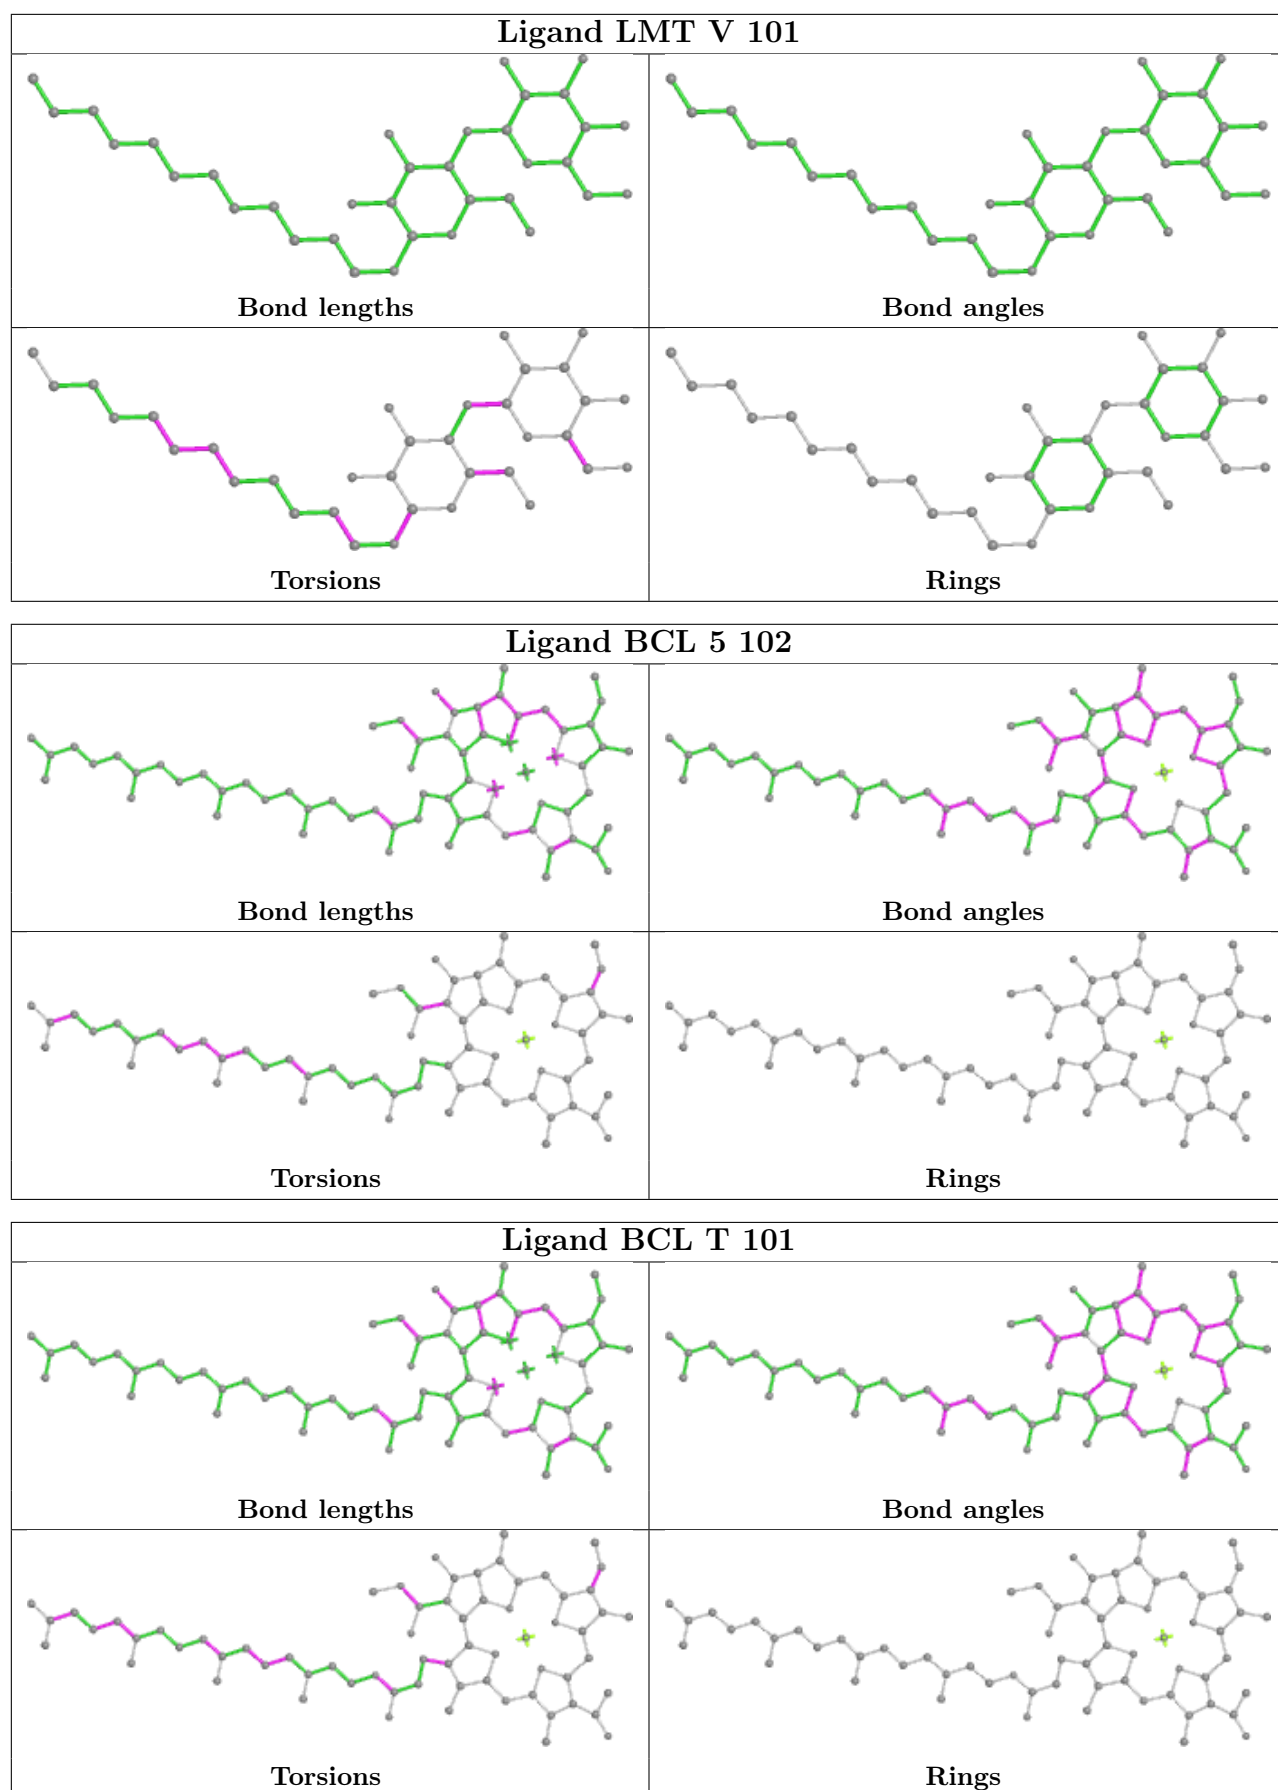 Ligand LMT V 101
Bond lengths
Bond angles
Torsions
Rings
Ligand BCL 5 102
Bond lengths
Bond angles
Torsions
Rings
Ligand BCL T 101
Bond lengths
Bond angles
Torsions
Rings